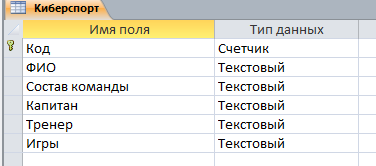 Киберспорт
Имя поля Тип данных
Код Счетчик
ФИО Текстовый
Состав команды Текстовый
Капитан Текстовый
Тренер Текстовый
Игры Текстовый